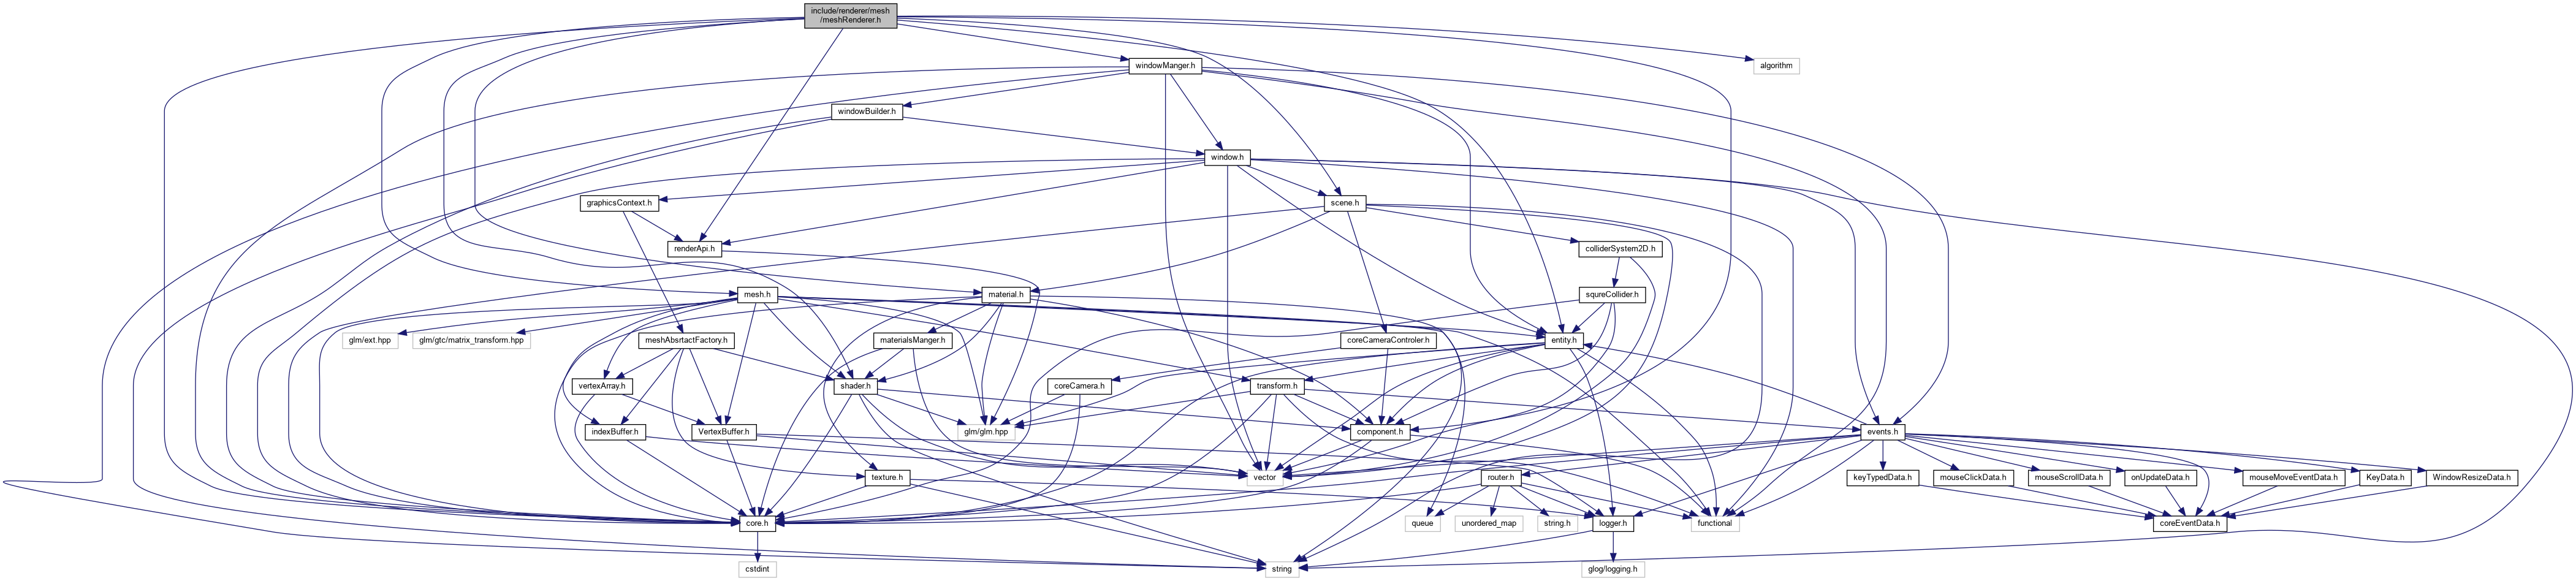 include/renderer/mesh
/meshRenderer.h
windowManger.h
algorithm
windowBuilder.h
window.h
graphicsContext.h
scene.h
renderApi.h
colliderSystem2D.h
mesh.h
material.h
squreCollider.h
glm/ext.hpp
glm/gtc/matrix_transform.hpp
meshAbsrtactFactory.h
materialsManger.h
coreCameraControler.h
entity.h
vertexArray.h
shader.h
coreCamera.h
transform.h
indexBuffer.h
VertexBuffer.h
glm/glm.hpp
component.h
events.h
texture.h
vector
router.h
keyTypedData.h
mouseClickData.h
mouseScrollData.h
onUpdateData.h
mouseMoveEventData.h
KeyData.h
WindowResizeData.h
core.h
queue
unordered_map
string.h
logger.h
functional
coreEventData.h
cstdint
string
glog/logging.h